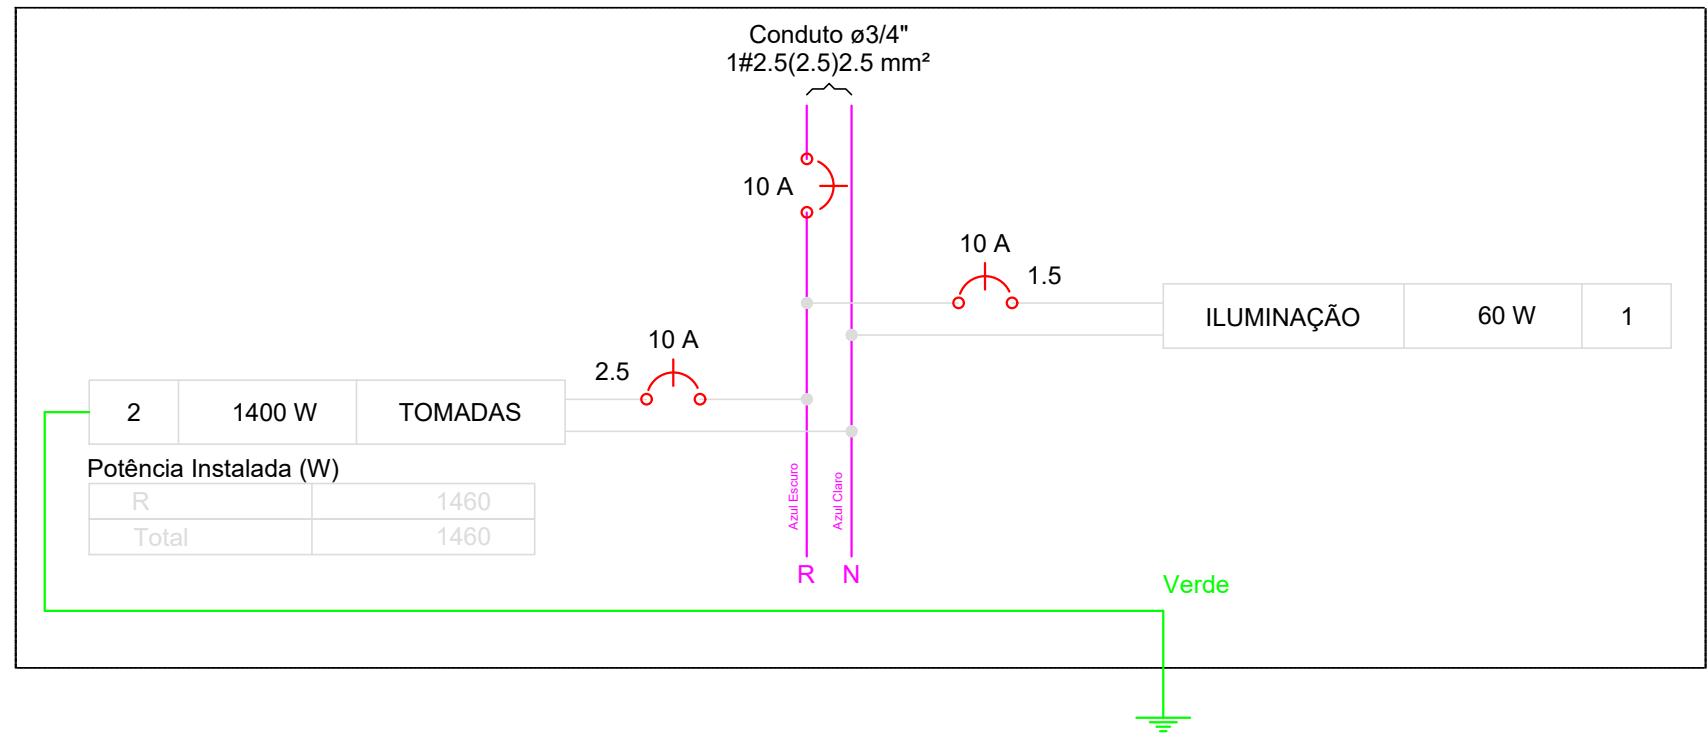 Conduto ø3/4"
1#2.5(2.5)2.5 mm²
10 A
10 A
1.5
ILUMINAÇÃO 60 W 1
10 A
2.5
2 1400 W TOMADAS
Potência Instalada (W)
R 1460
Total 1460
Azul Escuro
Azul Claro
R N
Verde